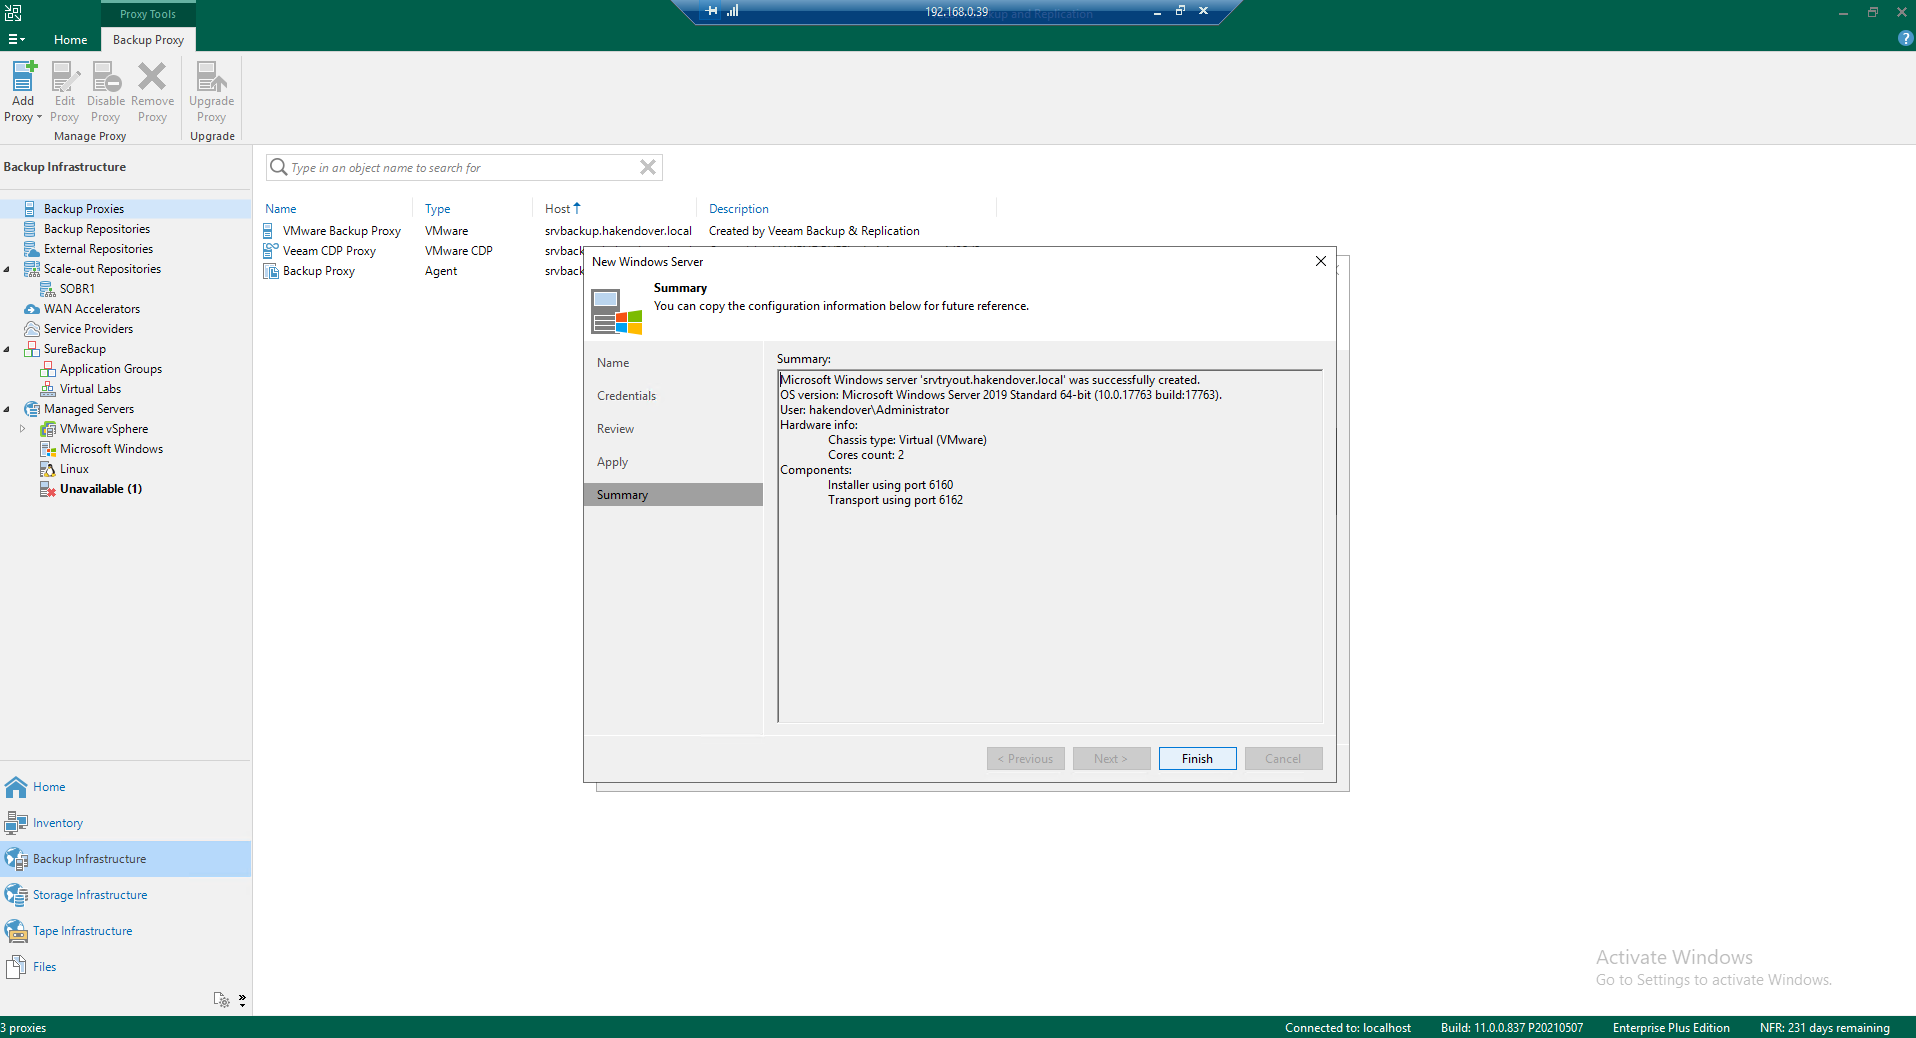 Proxy Tools
192.168.0.39
up and Replication
Home
Backup Proxy
Add Proxy
Edit Proxy
Disable Proxy
Remove Proxy
Upgrade Proxy
Manage Proxy
Upgrade
Backup Infrastructure
Type in an object name to search for
Backup Proxies
Backup Repositories
External Repositories
Scale-out Repositories
SOBR1
WAN Accelerators
Service Providers
SureBackup
Application Groups
Virtual Labs
Managed Servers
VMware vSphere
Microsoft Windows
Linux
Unavailable (1)
Name Type Host Description
VMware Backup Proxy VMware srvbackup.hakendover.local Created by Veeam Backup & Replication
Veeam CDP Proxy VMware CDP srvback
Backup Proxy Agent srvback
New Windows Server
Summary
You can copy the configuration information below for future reference.
Name
Credentials
Review
Apply
Summary
Summary:
Microsoft Windows server 'srvtryout.hakendover.local' was successfully created.
OS version: Microsoft Windows Server 2019 Standard 64-bit (10.0.17763 build:17763).
User: hakendover\Administrator
Hardware info:
Chassis type: Virtual (VMware)
Cores count: 2
Components:
Installer using port 6160
Transport using port 6162
< Previous
Next >
Finish
Cancel
Home
Inventory
Backup Infrastructure
Storage Infrastructure
Tape Infrastructure
Files
Activate Windows
Go to Settings to activate Windows.
3 proxies
Connected to: localhost
Build: 11.0.0.837 P20210507
Enterprise Plus Edition
NFR: 231 days remaining